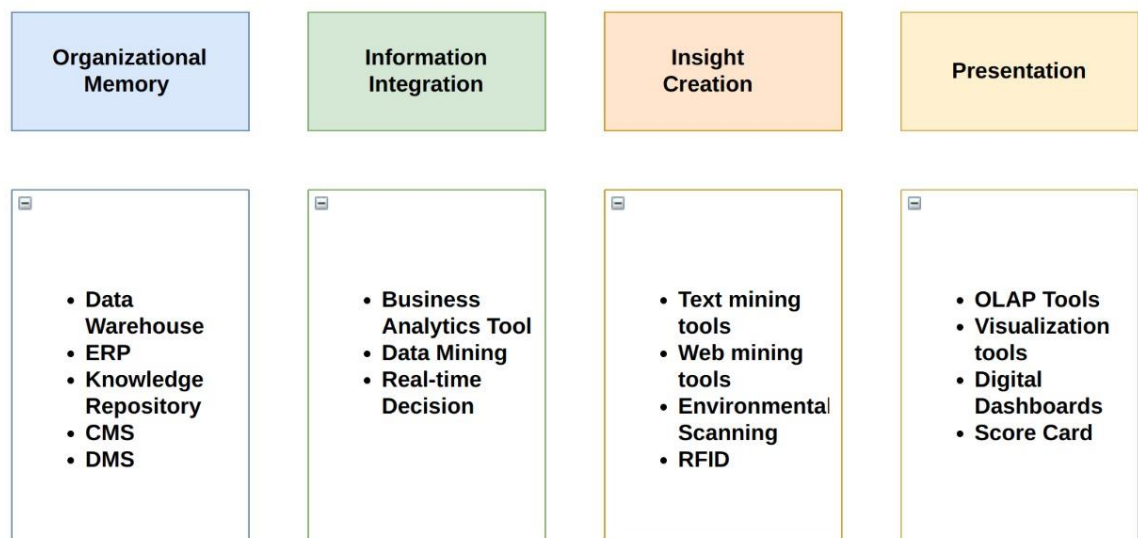 Organizational
Memory
Information
Integration
Insight
Creation
Presentation
• Data
Warehouse
• ERP
• Knowledge
Repository
• CMS
• DMS
• Business
Analytics Tool
• Data Mining
• Real-time
Decision
• Text mining
tools
• Web mining
tools
• Environmental
Scanning
• RFID
• OLAP Tools
• Visualization
tools
• Digital
Dashboards
• Score Card